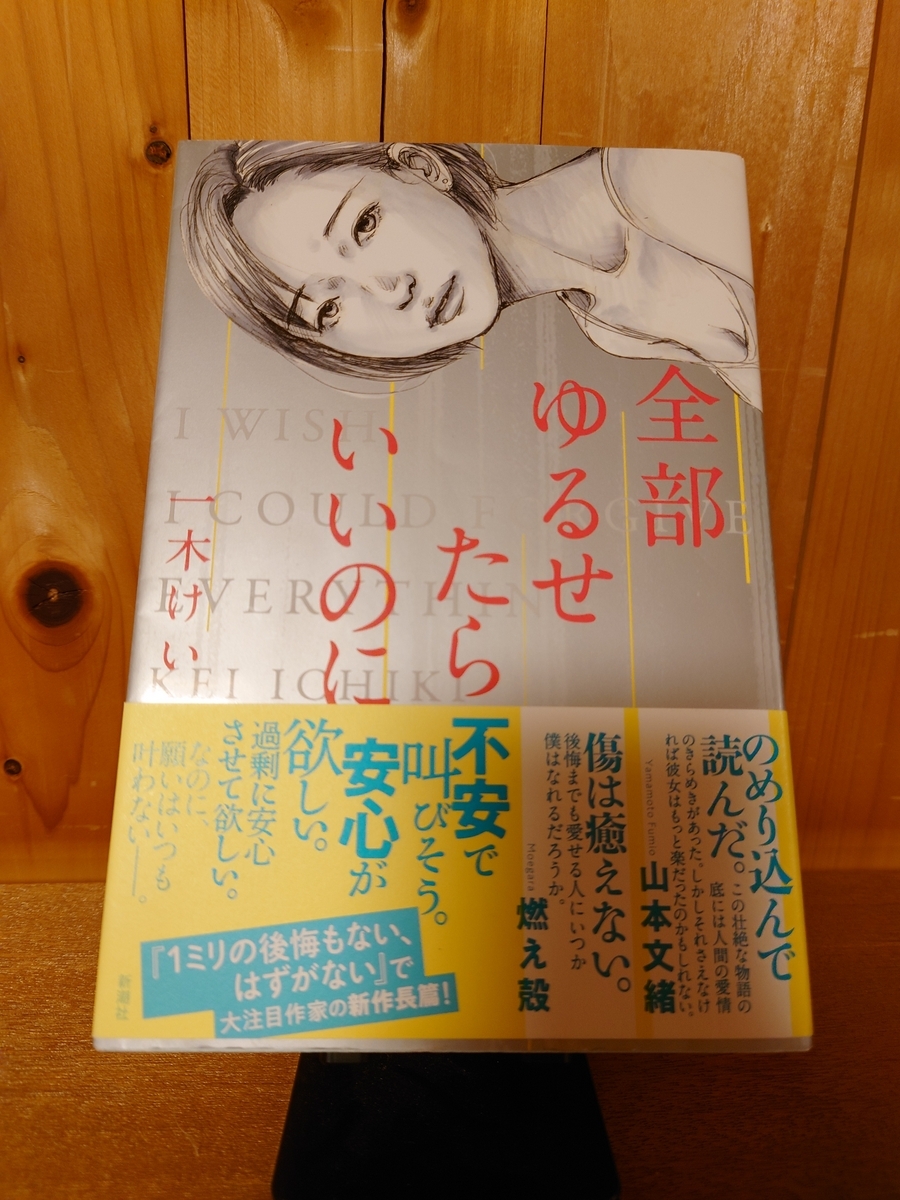 全部
ゆるせ
たら
いいのに
一木けい
I WISH
I COULD FORGIVE
EVERYTHIN
KEI ICHIKI
のめり込んで
読んだ。
この壮絶な物語の
底には人間の愛情
のきらめきがあった。しかしそれさえなけ
れば彼女はもっと楽だったのかもしれない。
Yamamoto Fumio
山本文緒
傷は癒えない。
後悔までも愛せる人にいつか
僕はなれるだろうか。
Moegara
燃え殻
不安で
叫びそう。
安心が
欲しい。
過剰に安心
させて欲しい。
なのに、
願いはいつも
叶わない――。
『1ミリの後悔もない、
はずがない』で
大注目作家の新作長篇!
新潮社